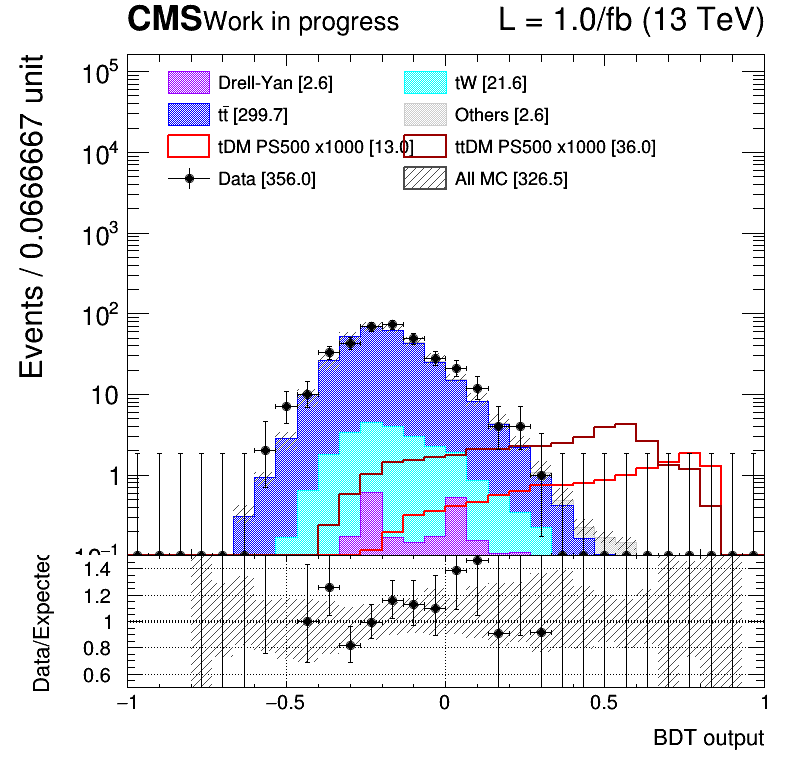 CMS Work in progress L = 1.0/fb (13 TeV)
Events / 0.0666667 unit
Drell-Yan [2.6] tW [21.6]
tt̄ [299.7] Others [2.6]
tDM PS500 x1000 [13.0] ttDM PS500 x1000 [36.0]
Data [356.0] All MC [326.5]
10⁵
10⁴
10³
10²
10
1
10⁻¹
Data/Expected
1.4
1.2
1
0.8
0.6
−1 −0.5 0 0.5 1
BDT output